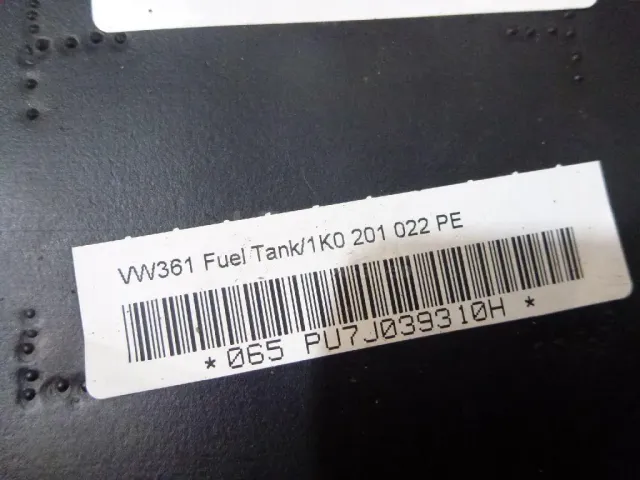 VW361 Fuel Tank/1K0 201 022 PE
*065 PU7J039310H *